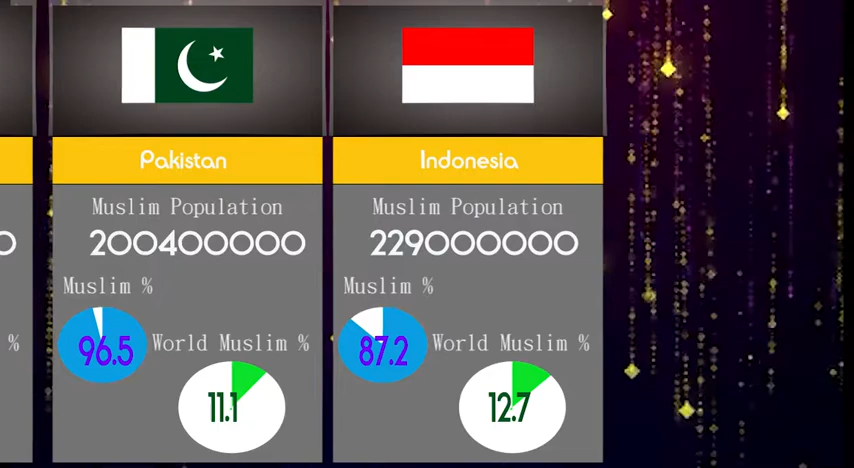 Pakistan
Muslim Population
200400000
Muslim %
96.5
World Muslim %
11.1
Indonesia
Muslim Population
229000000
Muslim %
87.2
World Muslim %
12.7
0
%